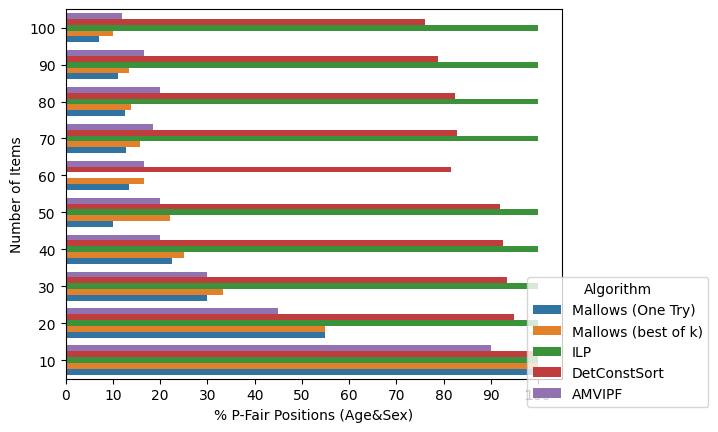 100
90
80
70
60
50
40
30
20
10
Number of Items
0 10 20 30 40 50 60 70 80 90 100
% P-Fair Positions (Age&Sex)
Algorithm
Mallows (One Try)
Mallows (best of k)
ILP
DetConstSort
AMVIPF